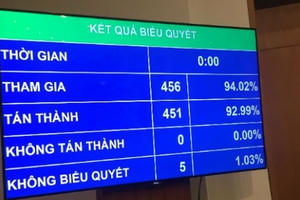 KẾT QUẢ BIỂU QUYẾT
THỜI GIAN 0:00
THAM GIA 456 94.02%
TÁN THÀNH 451 92.99%
KHÔNG TÁN THÀNH 0 0.00%
KHÔNG BIỂU QUYẾT 5 1.03%